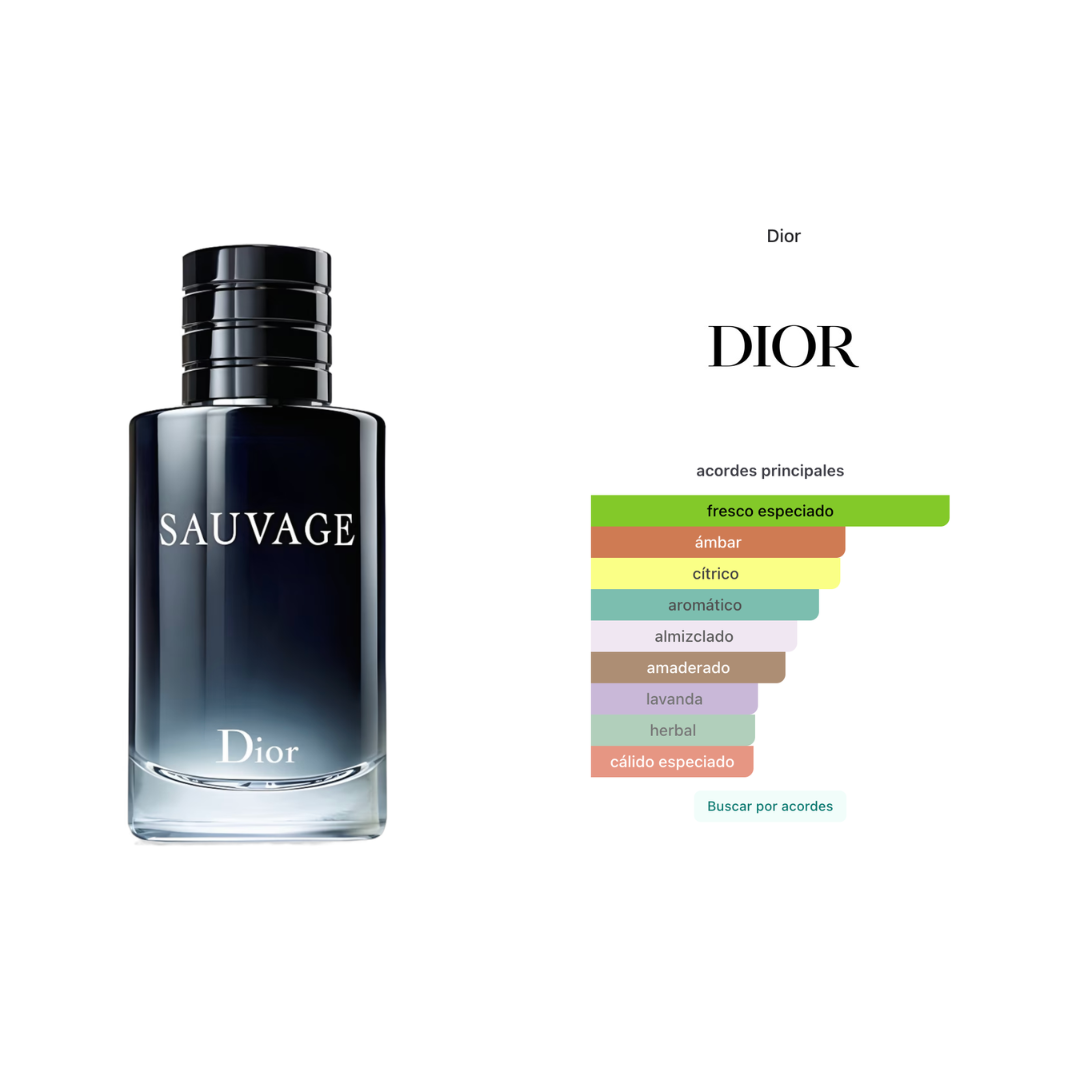 SAUVAGE
Dior
Dior
DIOR
acordes principales
fresco especiado
ámbar
cítrico
aromático
almizclado
amaderado
lavanda
herbal
cálido especiado
Buscar por acordes